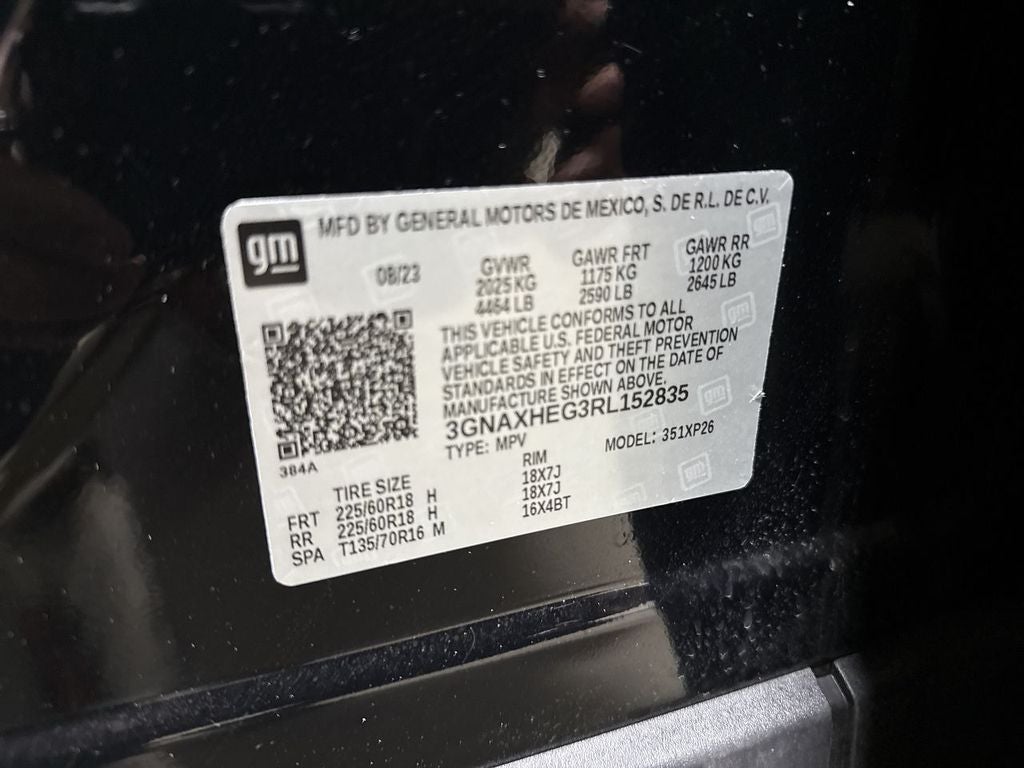 gm
MFD BY GENERAL MOTORS DE MEXICO, S. DE R.L. DE C.V.
08/23
GVWR
2025 KG
4464 LB
GAWR FRT
1175 KG
2590 LB
GAWR RR
1200 KG
2645 LB
THIS VEHICLE CONFORMS TO ALL
APPLICABLE U.S. FEDERAL MOTOR
VEHICLE SAFETY AND THEFT PREVENTION
STANDARDS IN EFFECT ON THE DATE OF
MANUFACTURE SHOWN ABOVE.
3GNAXHEG3RL152835
TYPE: MPV MODEL: 351XP26
384A
TIRE SIZE RIM
FRT 225/60R18 H 18X7J
RR 225/60R18 H 18X7J
SPA T135/70R16 M 16X4BT